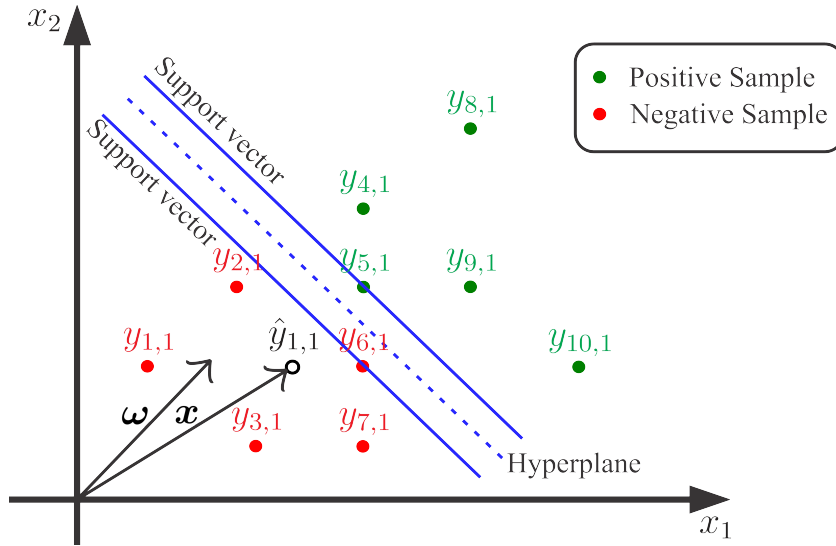 x₂
Support vector
Support vector
Positive Sample
Negative Sample
y₈,₁
y₄,₁
y₂,₁
y₅,₁
y₉,₁
y₁,₁
ŷ₁,₁
y₆,₁
y₁₀,₁
ω
x
y₃,₁
y₇,₁
Hyperplane
x₁